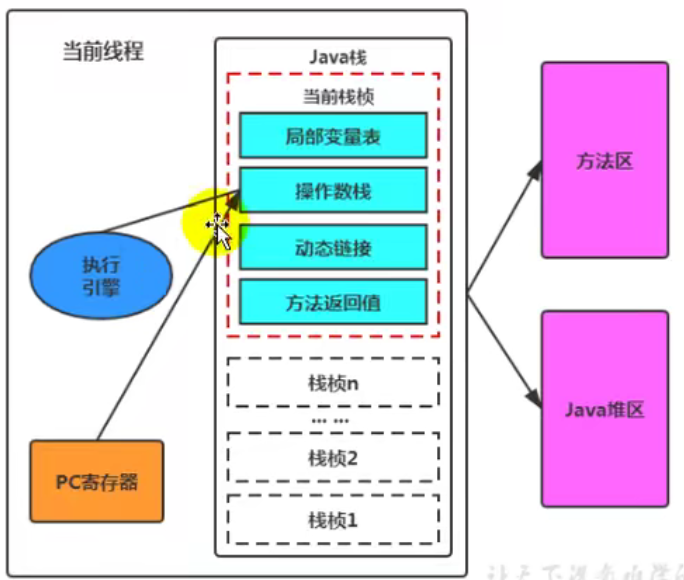 当前线程
Java栈
当前栈桢
局部变量表
操作数栈
动态链接
方法返回值
栈桢n
... ...
栈桢2
栈桢1
执行
引擎
PC寄存器
方法区
Java堆区